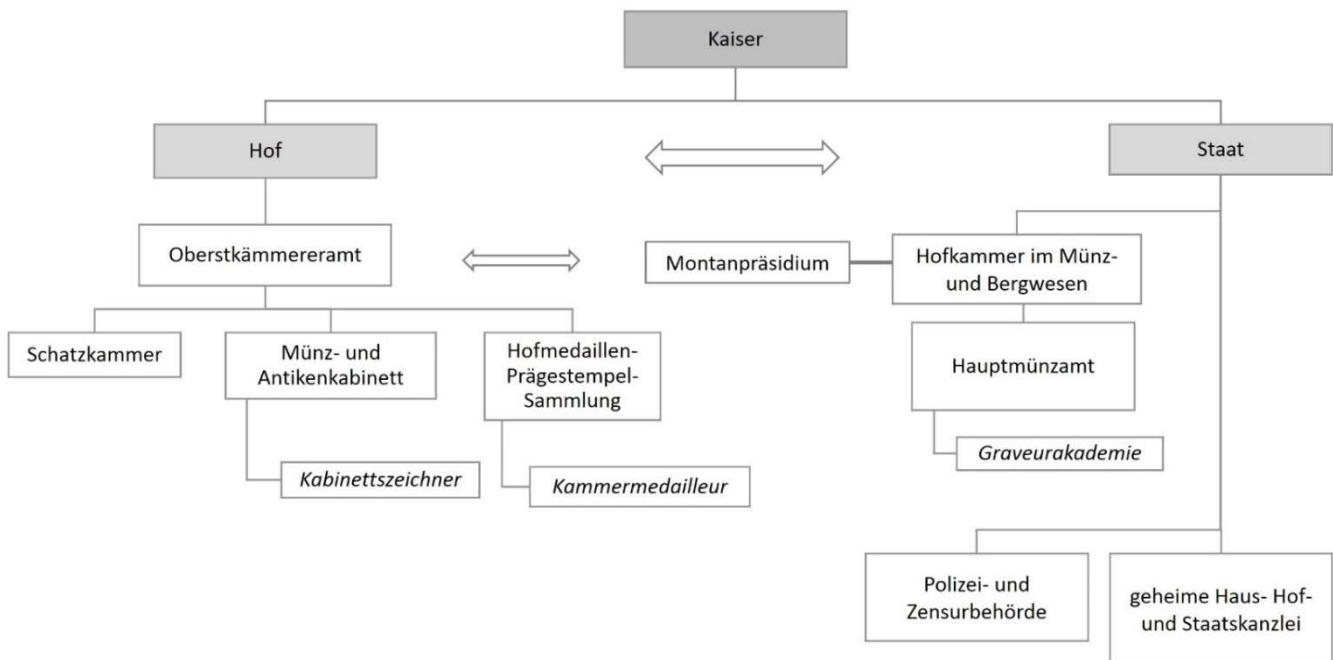 Kaiser
Hof
Staat
Oberstkämmereramt
Montanpräsidium
Hofkammer im Münz-
und Bergwesen
Schatzkammer
Münz- und
Antikenkabinett
Hofmedaillen-
Prägestempel-
Sammlung
Hauptmünzamt
Kabinettszeichner
Kammermedailleur
Graveurakademie
Polizei- und
Zensurbehörde
geheime Haus- Hof-
und Staatskanzlei